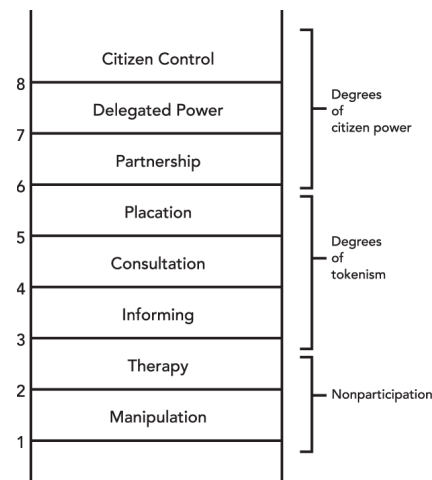 Citizen Control
8
Delegated Power
7
Partnership
6
Placation
5
Consultation
4
Informing
3
Therapy
2
Manipulation
1
Degrees
of
citizen power
Degrees
of
tokenism
Nonparticipation